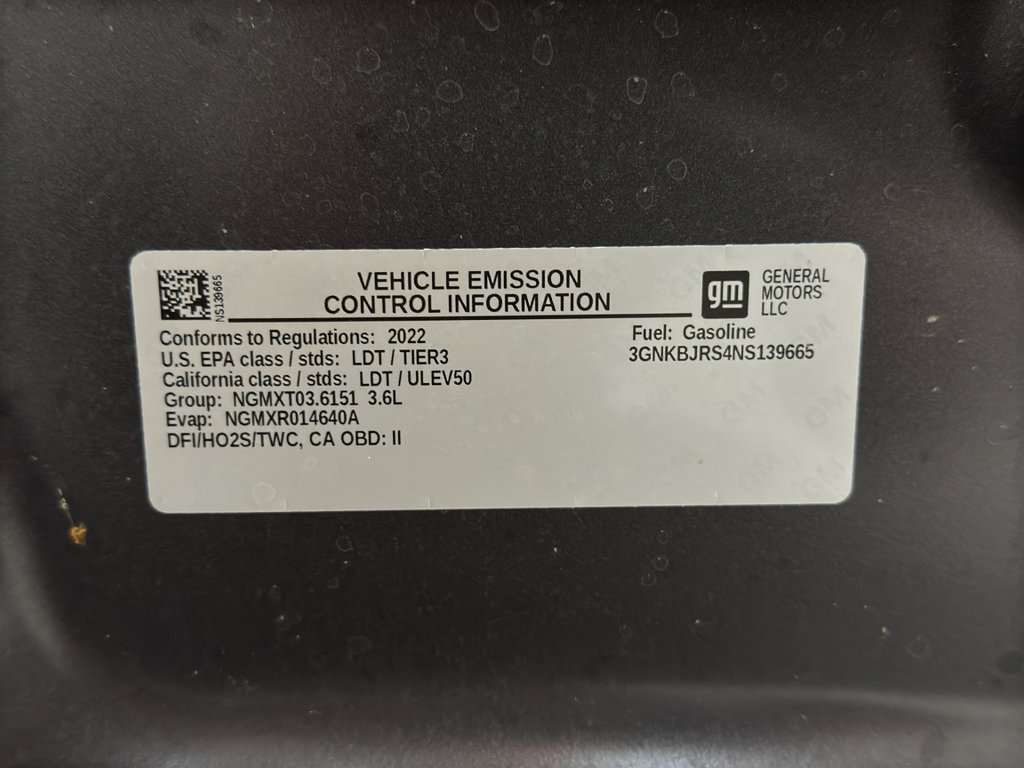 NS139665
VEHICLE EMISSION
CONTROL INFORMATION
gm
GENERAL
MOTORS
LLC
Conforms to Regulations: 2022
U.S. EPA class / stds: LDT / TIER3
California class / stds: LDT / ULEV50
Group: NGMXT03.6151 3.6L
Evap: NGMXR014640A
DFI/HO2S/TWC, CA OBD: II
Fuel: Gasoline
3GNKBJRS4NS139665